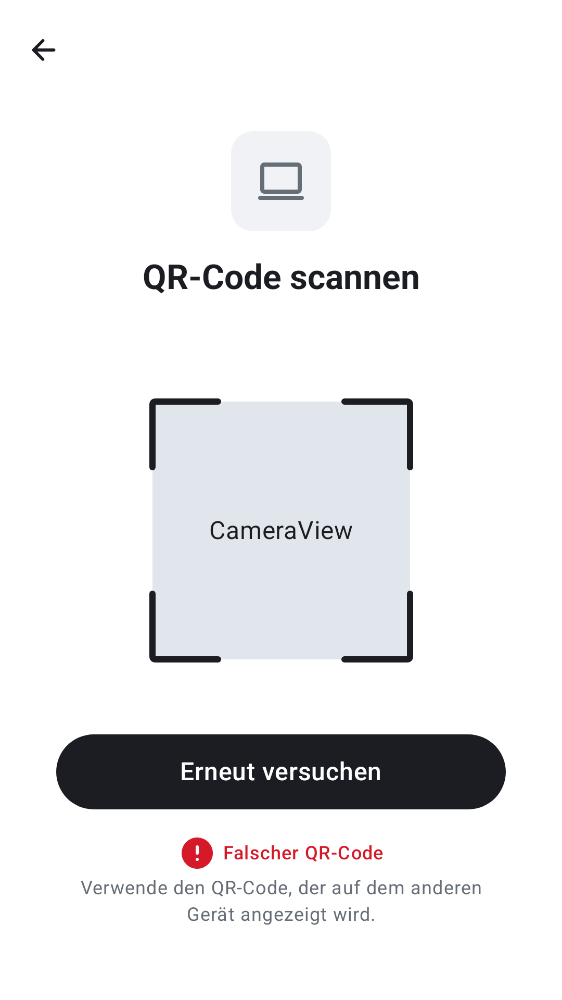 QR-Code scannen
CameraView
Erneut versuchen
Falscher QR-Code
Verwende den QR-Code, der auf dem anderen
Gerät angezeigt wird.